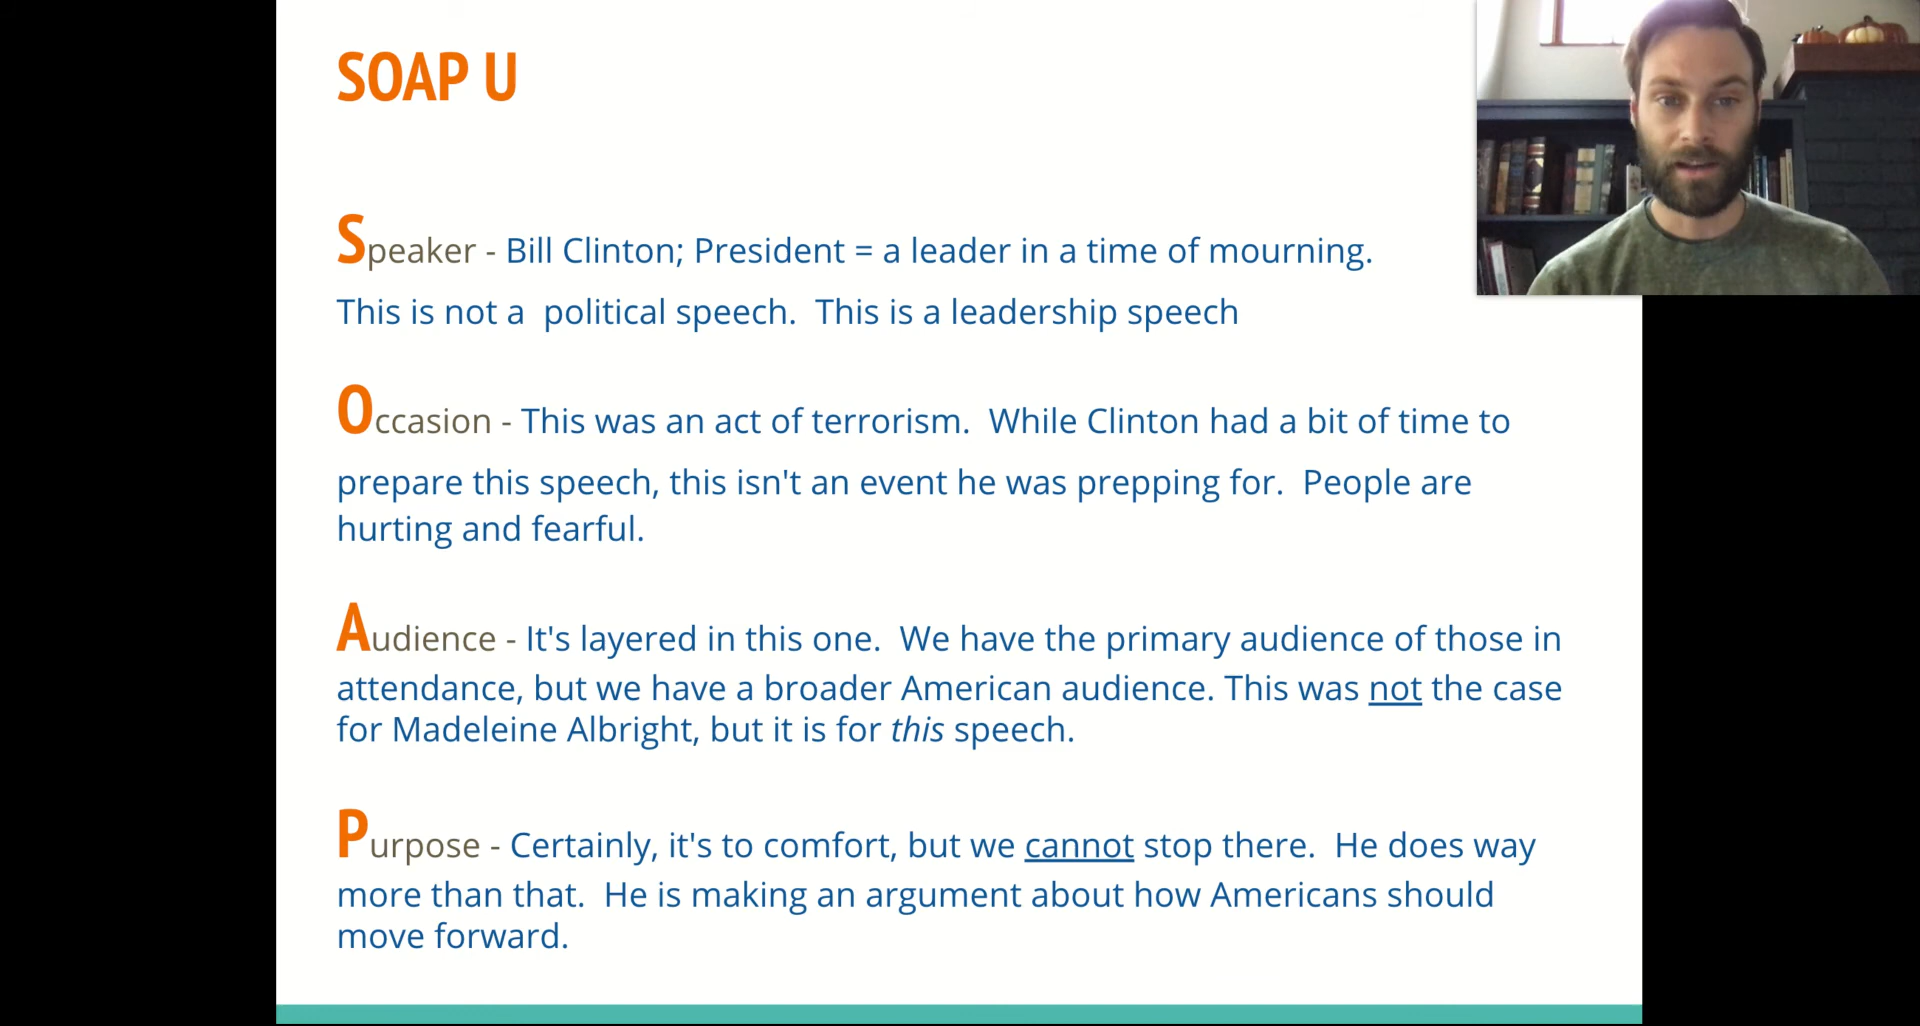 SOAP U
Speaker - Bill Clinton; President = a leader in a time of mourning.
This is not a  political speech.  This is a leadership speech
Occasion - This was an act of terrorism.  While Clinton had a bit of time to
prepare this speech, this isn't an event he was prepping for.  People are
hurting and fearful.
Audience - It's layered in this one.  We have the primary audience of those in
attendance, but we have a broader American audience. This was not the case
for Madeleine Albright, but it is for this speech.
Purpose - Certainly, it's to comfort, but we cannot stop there.  He does way
more than that.  He is making an argument about how Americans should
move forward.